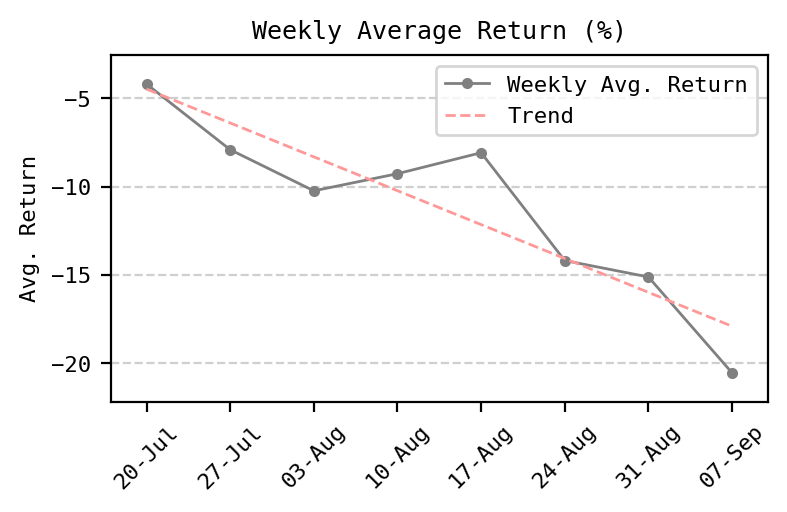 Weekly Average Return (%)
Weekly Avg. Return
Trend
Avg. Return
−5
−10
−15
−20
20-Jul
27-Jul
03-Aug
10-Aug
17-Aug
24-Aug
31-Aug
07-Sep